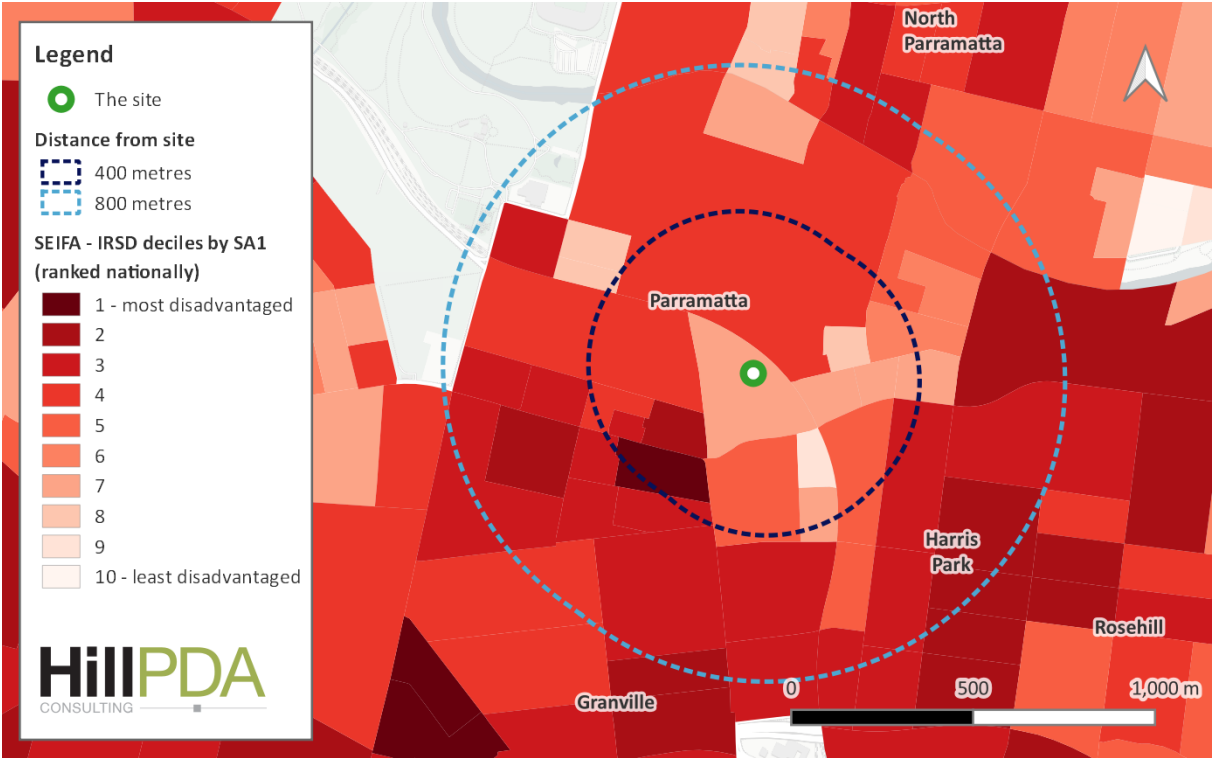 Legend
The site
Distance from site
400 metres
800 metres
SEIFA - IRSD deciles by SA1
(ranked nationally)
1 - most disadvantaged
2
3
4
5
6
7
8
9
10 - least disadvantaged
HillPDA
CONSULTING
North
Parramatta
Parramatta
Harris
Park
Rosehill
Granville
0
500
1,000 m